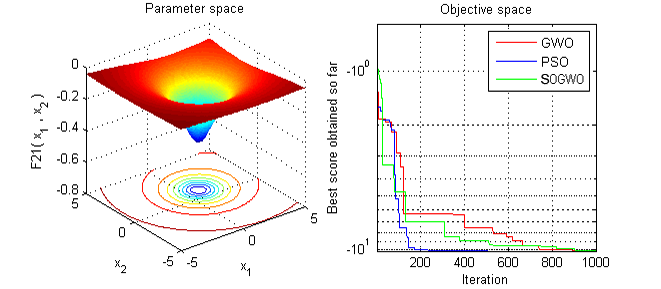 Parameter space
F21( x1 , x2 )
0
-0.2
-0.4
-0.6
-0.8
5
0
-5
x2
-5
0
5
x1
Objective space
Best score obtained so far
-10^0
-10^1
GWO
PSO
SOGWO
200
400
600
800
1000
Iteration